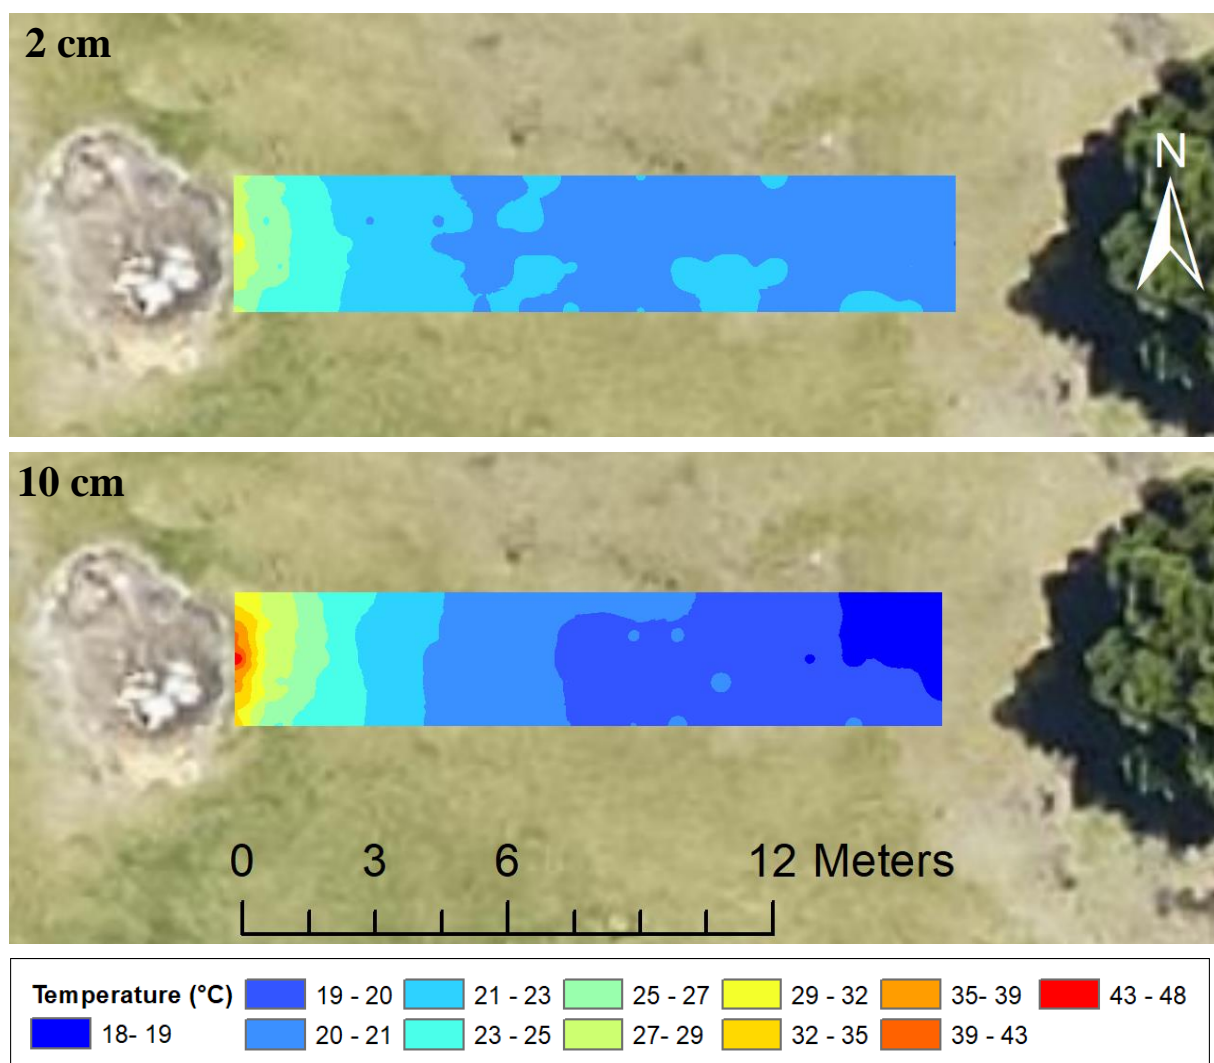 2 cm
N
10 cm
0 3 6 12 Meters
Temperature (°C) 19 - 20 21 - 23 25 - 27 29 - 32 35- 39 43 - 48
18- 19 20 - 21 23 - 25 27- 29 32 - 35 39 - 43